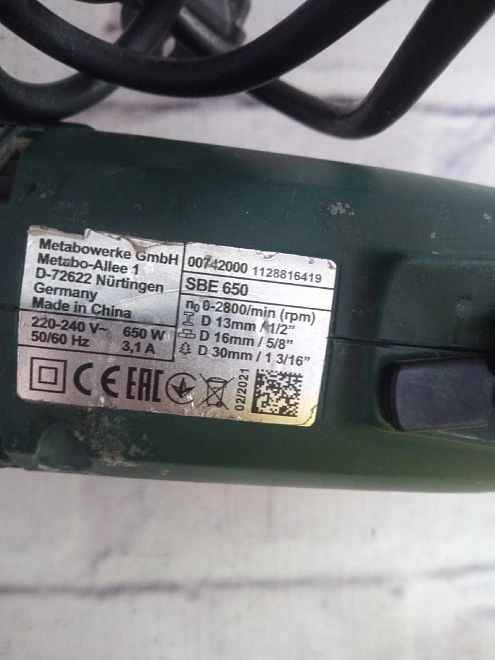 Metabowerke GmbH
Metabo-Allee 1
D-72622 Nürtingen
Germany
Made in China
220-240 V~ 650 W
50/60 Hz 3,1 A
00742000 1128816419
SBE 650
n₀ 0-2800/min (rpm)
D 13mm / 1/2”
D 16mm / 5/8”
D 30mm / 1 3/16”
CE EAC
02/2021